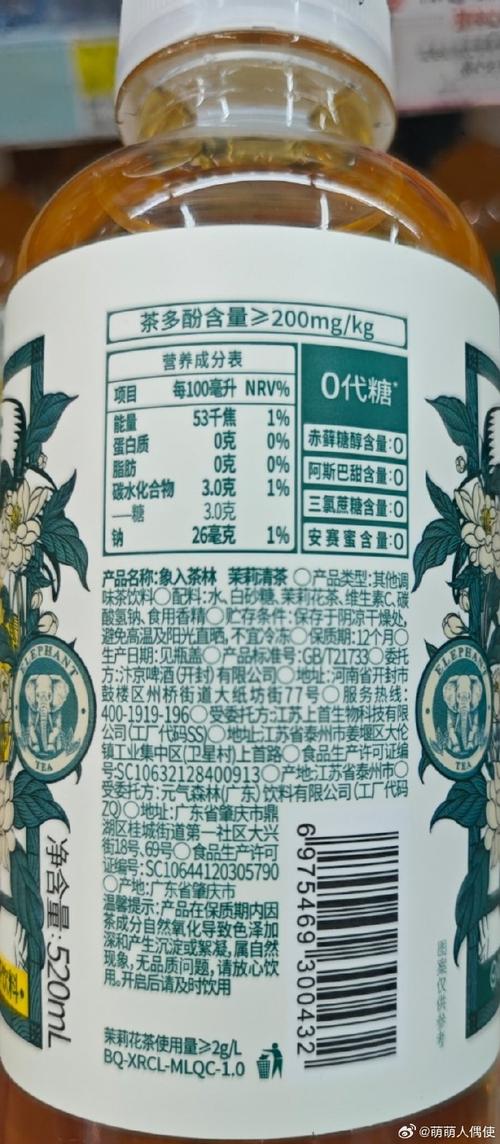 茶多酚含量≥200mg/kg
营养成分表
项目 每100毫升 NRV%
能量 53千焦 1%
蛋白质 0克 0%
脂肪 0克 0%
碳水化合物 3.0克 1%
——糖 3.0克
钠 26毫克 1%
0代糖*
赤藓糖醇含量:0
阿斯巴甜含量:0
三氯蔗糖含量:0
安赛蜜含量:0
产品名称:象入茶林 茉莉清茶○产品类型:其他调
味茶饮料○配料:水、白砂糖、茉莉花茶、维生素C、碳
酸氢钠、食用香精○贮存条件:保存于阴凉干燥处,
避免高温及阳光直晒,不宜冷冻○保质期:12个月○
生产日期:见瓶盖○产品标准号:GB/T21733○委托
方:汴京啤酒(开封)有限公司○地址:河南省开封市
鼓楼区州桥街道大纸坊街77号○服务热线:
400-1919-196○受委托方:江苏上首生物科技有限
公司(工厂代码SS)○地址:江苏省泰州市姜堰区大伦
镇工业集中区(卫星村)上首路○食品生产许可证编
号:SC10632128400913○产地:江苏省泰州市○
受委托方:元气森林(广东)饮料有限公司(工厂代码
ZQ)○地址:广东省肇庆市鼎
湖区桂城街道第一社区大兴
街18号,69号○食品生产许可
证编号:SC10644120305790
○产地:广东省肇庆市
温馨提示:产品在保质期内因
茶成分自然氧化导致色泽加
深和产生沉淀或絮凝,属自然
现象,无品质问题,请放心饮
用。开启后请及时饮用
茉莉花茶使用量≥2g/L
BQ-XRCL-MLQC-1.0
6975469300432
净含量:520mL
图案仅供参考
ELEPHANT
TEA
ELEPHANT
TEA
@萌萌人偶使